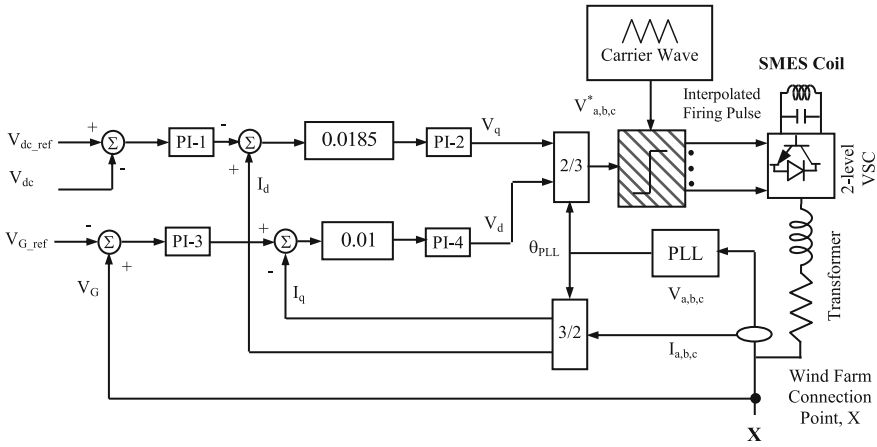 Carrier Wave
SMES Coil
Interpolated
Firing Pulse
V*a,b,c
Vdc_ref
+
Σ
-
Vdc
PI-1
-
Σ
+
Id
0.0185
PI-2
Vq
2/3
2-level
VSC
VG_ref
-
Σ
+
VG
PI-3
+
Σ
-
Iq
0.01
PI-4
Vd
θPLL
PLL
Va,b,c
Transformer
3/2
Ia,b,c
Wind Farm
Connection
Point, X
X